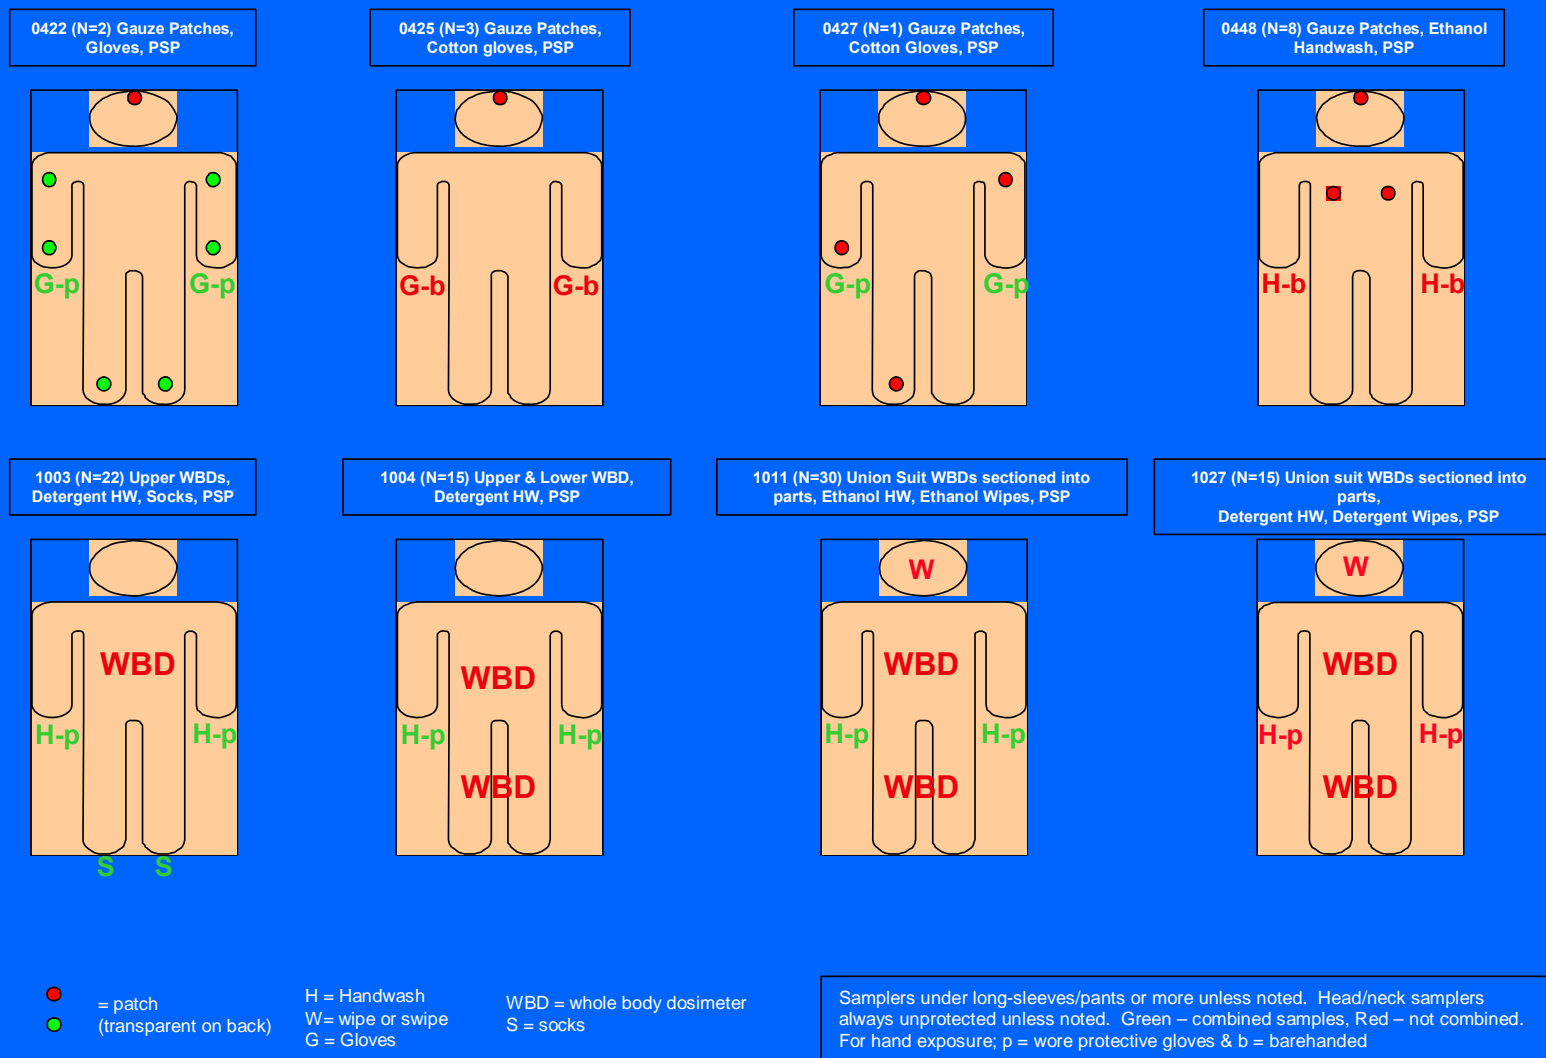 0422 (N=2) Gauze Patches,
Gloves, PSP
0425 (N=3) Gauze Patches,
Cotton gloves, PSP
0427 (N=1) Gauze Patches,
Cotton Gloves, PSP
0448 (N=8) Gauze Patches, Ethanol
Handwash, PSP
G-p G-p
G-b G-b
G-p G-p
H-b H-b
1003 (N=22) Upper WBDs,
Detergent HW, Socks, PSP
1004 (N=15) Upper & Lower WBD,
Detergent HW, PSP
1011 (N=30) Union Suit WBDs sectioned into
parts, Ethanol HW, Ethanol Wipes, PSP
1027 (N=15) Union suit WBDs sectioned into
parts,
Detergent HW, Detergent Wipes, PSP
WBD
H-p H-p
S S
WBD
H-p H-p
WBD
W
WBD
H-p H-p
WBD
W
WBD
H-p H-p
WBD
= patch
(transparent on back)
H = Handwash
W= wipe or swipe
G = Gloves
WBD = whole body dosimeter
S = socks
Samplers under long-sleeves/pants or more unless noted. Head/neck samplers
always unprotected unless noted. Green – combined samples, Red – not combined.
For hand exposure; p = wore protective gloves & b = barehanded